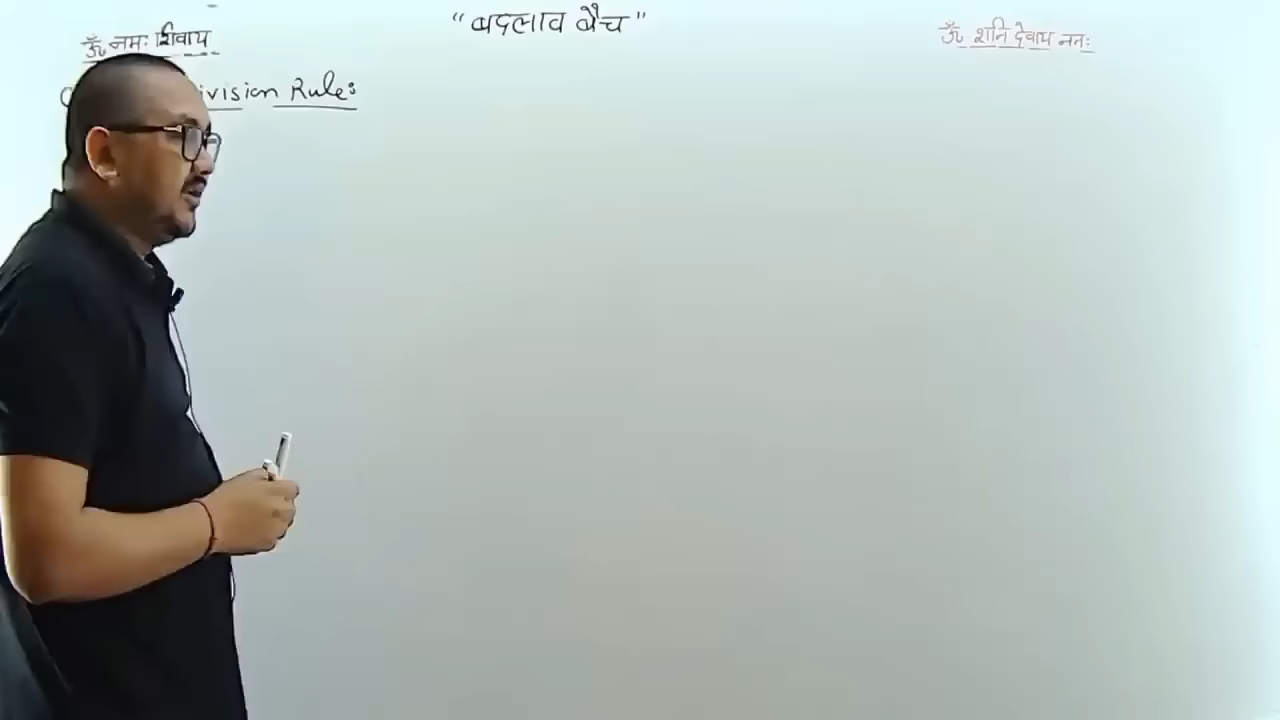 “बदलाव बैच”
ॐ नमः शिवाय
ॐ शनि देवाय नमः
ivision Rule: